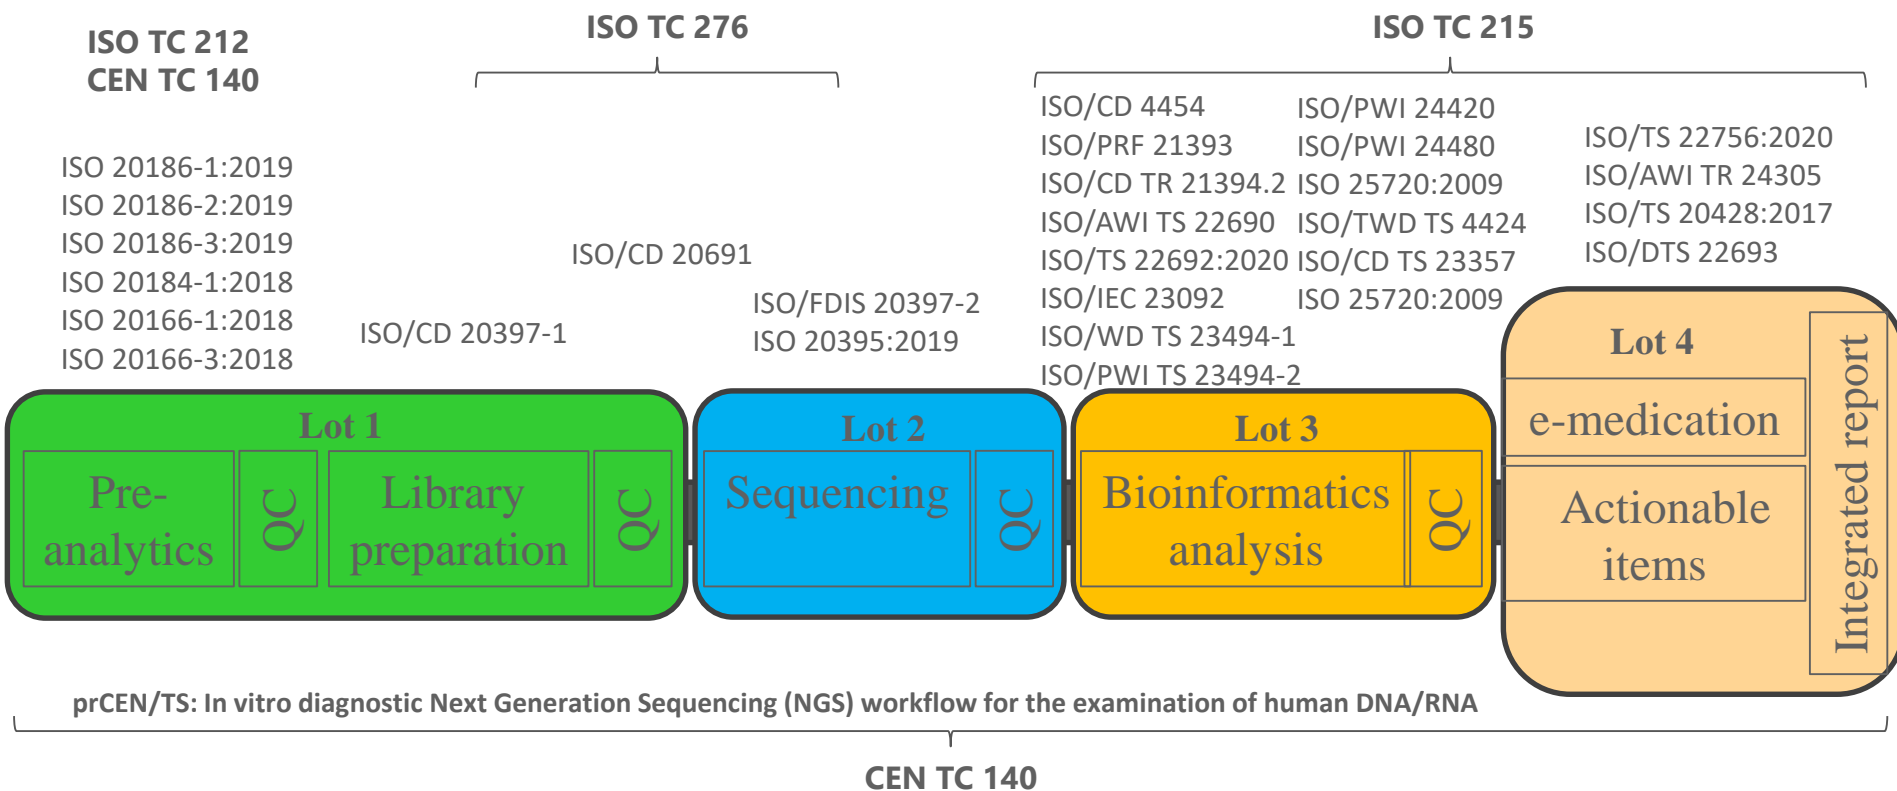 ISO TC 212
CEN TC 140
ISO TC 276
ISO TC 215
ISO 20186-1:2019
ISO 20186-2:2019
ISO 20186-3:2019
ISO 20184-1:2018
ISO 20166-1:2018
ISO 20166-3:2018
ISO/CD 20397-1
ISO/CD 20691
ISO/FDIS 20397-2
ISO 20395:2019
ISO/CD 4454
ISO/PRF 21393
ISO/CD TR 21394.2
ISO/AWI TS 22690
ISO/TS 22692:2020
ISO/IEC 23092
ISO/WD TS 23494-1
ISO/PWI TS 23494-2
ISO/PWI 24420
ISO/PWI 24480
ISO 25720:2009
ISO/TWD TS 4424
ISO/CD TS 23357
ISO 25720:2009
ISO/TS 22756:2020
ISO/AWI TR 24305
ISO/TS 20428:2017
ISO/DTS 22693
Lot 1
Pre-
analytics
QC
Library
preparation
QC
Lot 2
Sequencing
QC
Lot 3
Bioinformatics
analysis
QC
Lot 4
e-medication
Actionable
items
Integrated report
prCEN/TS: In vitro diagnostic Next Generation Sequencing (NGS) workflow for the examination of human DNA/RNA
CEN TC 140